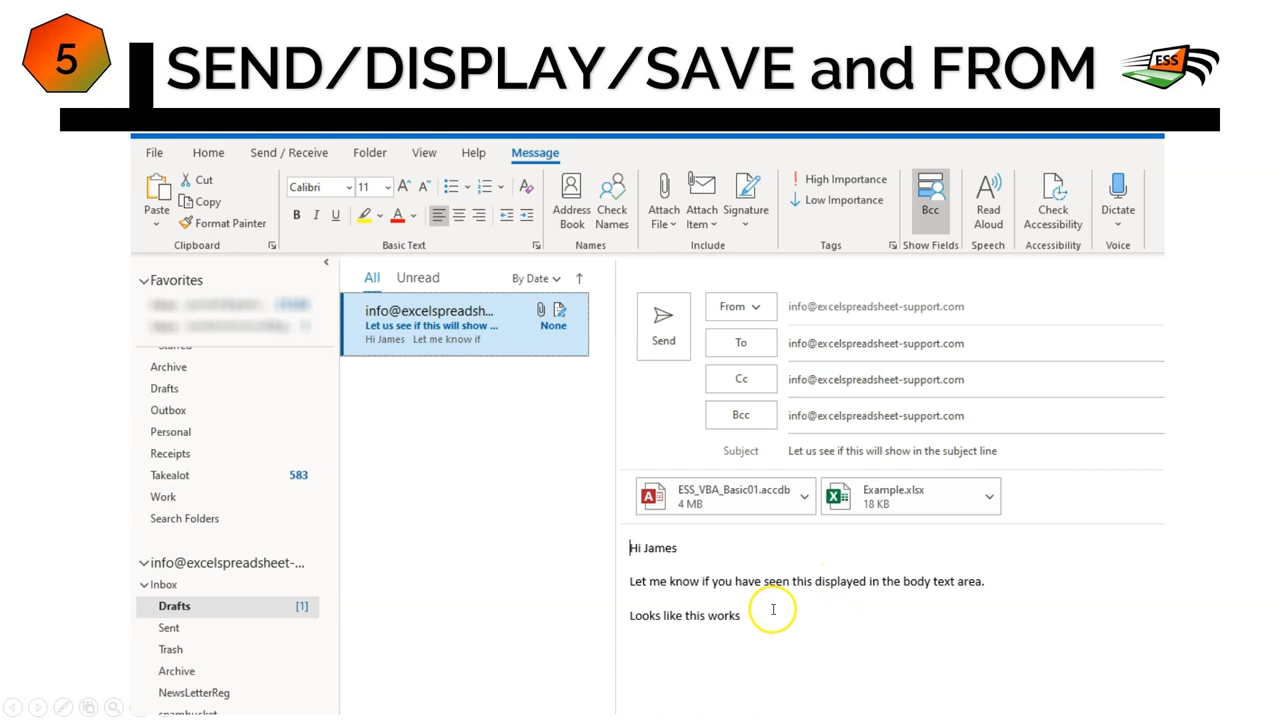 5
SEND/DISPLAY/SAVE and FROM
ESS
File Home Send / Receive Folder View Help Message
Paste
Cut
Copy
Format Painter
Clipboard
Calibri 11
B I U A
Basic Text
Address Book
Check Names
Names
Attach File
Attach Item
Signature
Include
High Importance
Low Importance
Tags
Bcc
Show Fields
Read Aloud
Speech
Check Accessibility
Accessibility
Dictate
Voice
Favorites
Archive
Drafts
Outbox
Personal
Receipts
Takealot 583
Work
Search Folders
info@excelspreadsheet-...
Inbox
Drafts [1]
Sent
Trash
Archive
NewsLetterReg
All Unread By Date
info@excelspreadsh...
Let us see if this will show ... None
Hi James Let me know if
Send
From info@excelspreadsheet-support.com
To info@excelspreadsheet-support.com
Cc info@excelspreadsheet-support.com
Bcc info@excelspreadsheet-support.com
Subject Let us see if this will show in the subject line
ESS_VBA_Basic01.accdb
4 MB
Example.xlsx
18 KB
Hi James
Let me know if you have seen this displayed in the body text area.
Looks like this works